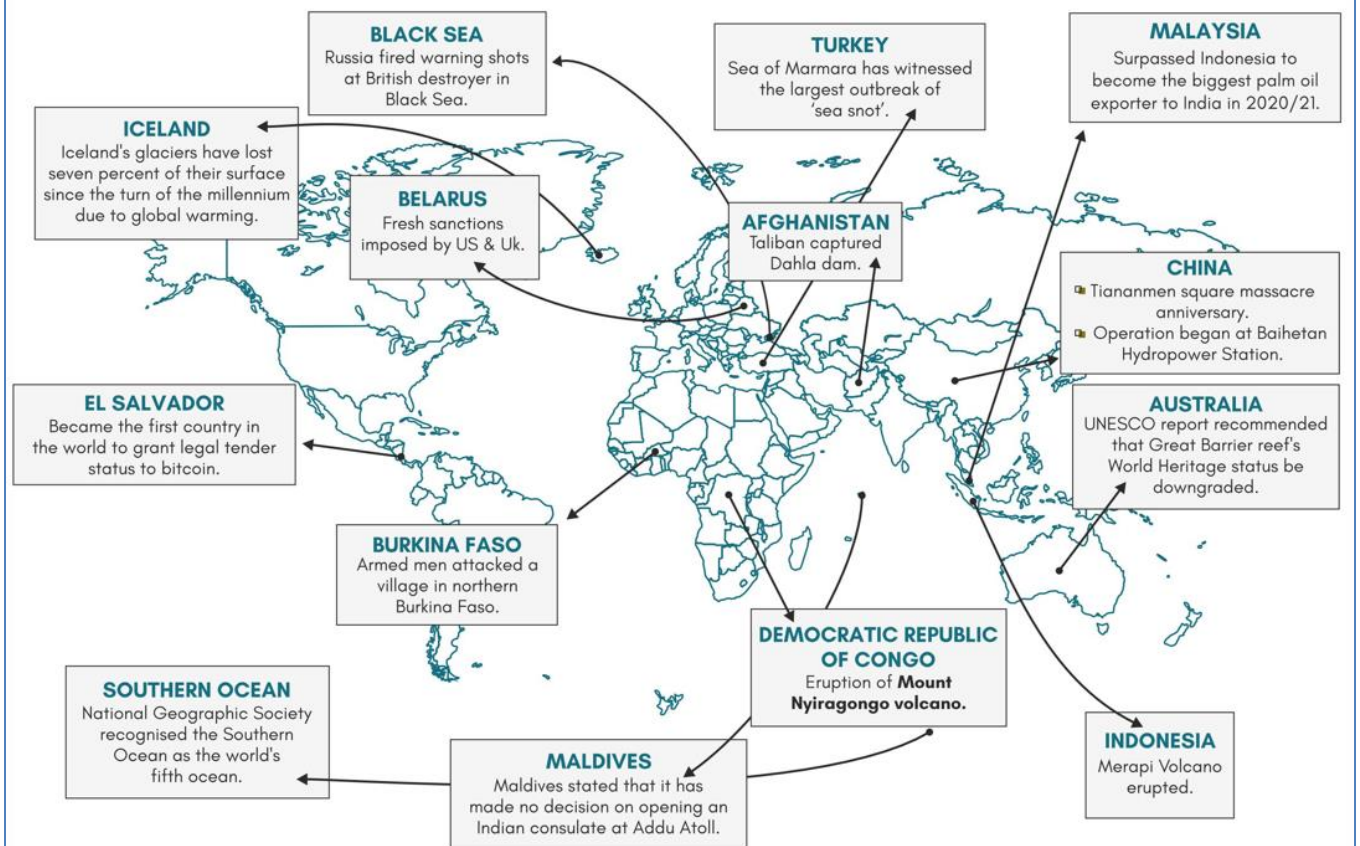 BLACK SEA
Russia fired warning shots
at British destroyer in
Black Sea.
TURKEY
Sea of Marmara has witnessed
the largest outbreak of
‘sea snot’.
MALAYSIA
Surpassed Indonesia to
become the biggest palm oil
exporter to India in 2020/21.
ICELAND
Iceland's glaciers have lost
seven percent of their surface
since the turn of the millennium
due to global warming.
BELARUS
Fresh sanctions
imposed by US & Uk.
AFGHANISTAN
Taliban captured
Dahla dam.
CHINA
Tiananmen square massacre
anniversary.
Operation began at Baihetan
Hydropower Station.
EL SALVADOR
Became the first country in
the world to grant legal tender
status to bitcoin.
AUSTRALIA
UNESCO report recommended
that Great Barrier reef's
World Heritage status be
downgraded.
BURKINA FASO
Armed men attacked a
village in northern
Burkina Faso.
DEMOCRATIC REPUBLIC
OF CONGO
Eruption of Mount
Nyiragongo volcano.
SOUTHERN OCEAN
National Geographic Society
recognised the Southern
Ocean as the world's
fifth ocean.
MALDIVES
Maldives stated that it has
made no decision on opening an
Indian consulate at Addu Atoll.
INDONESIA
Merapi Volcano
erupted.